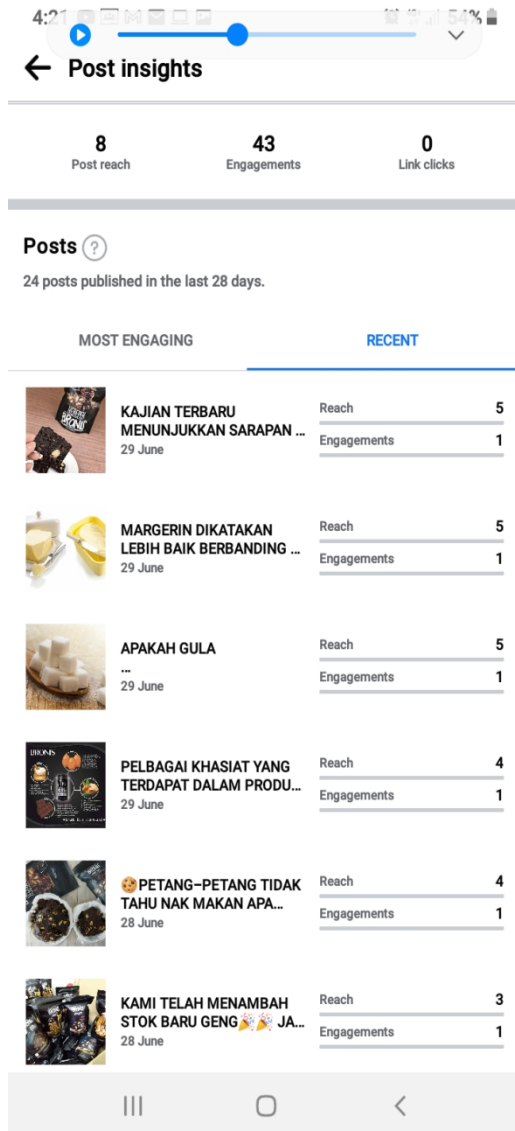 4:21
54%
Post insights
8 43 0
Post reach Engagements Link clicks
Posts ?
24 posts published in the last 28 days.
MOST ENGAGING RECENT
KAJIAN TERBARU
MENUNJUKKAN SARAPAN ...
29 June
Reach 5
Engagements 1
MARGERIN DIKATAKAN
LEBIH BAIK BERBANDING ...
29 June
Reach 5
Engagements 1
APAKAH GULA
...
29 June
Reach 5
Engagements 1
BRONIS
PELBAGAI KHASIAT YANG
TERDAPAT DALAM PRODU...
29 June
Reach 4
Engagements 1
🍪PETANG-PETANG TIDAK
TAHU NAK MAKAN APA...
28 June
Reach 4
Engagements 1
KAMI TELAH MENAMBAH
STOK BARU GENG🎉🎉 JA...
28 June
Reach 3
Engagements 1